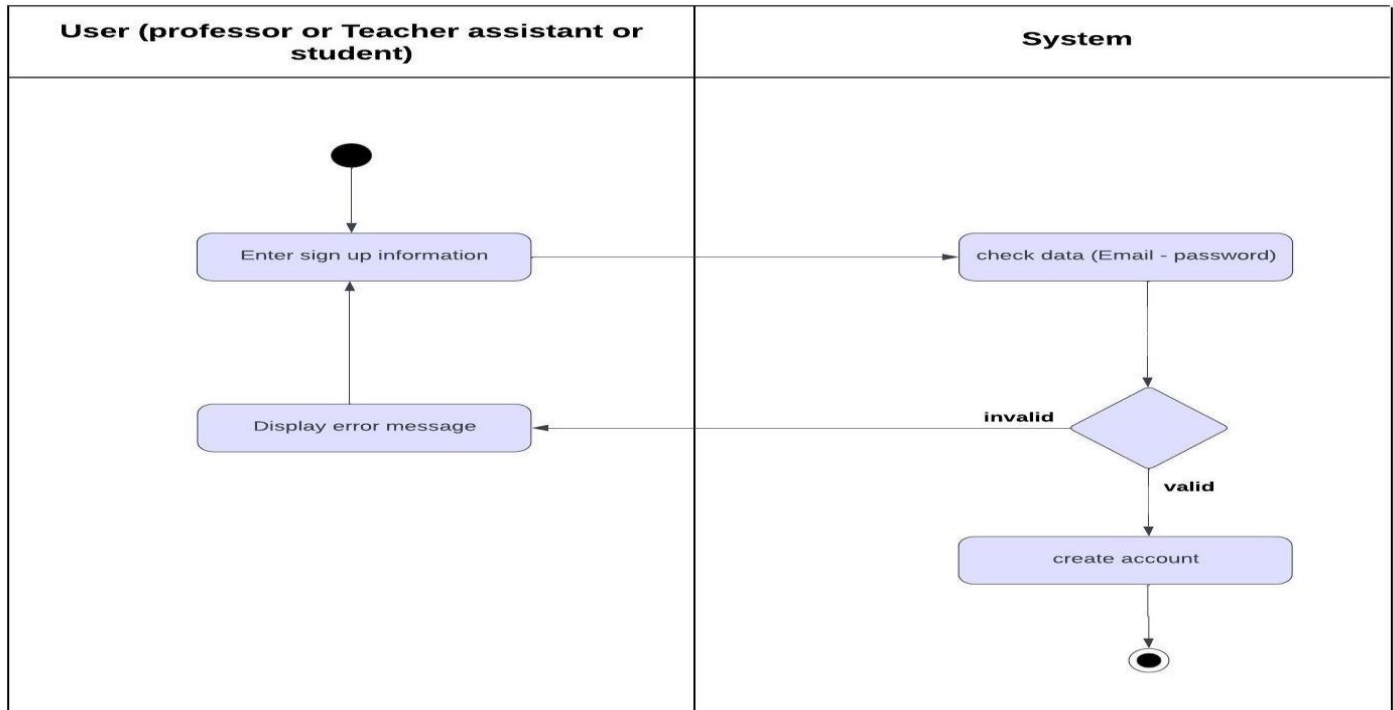 User (professor or Teacher assistant or
student)
System
Enter sign up information
check data (Email - password)
Display error message
invalid
valid
create account